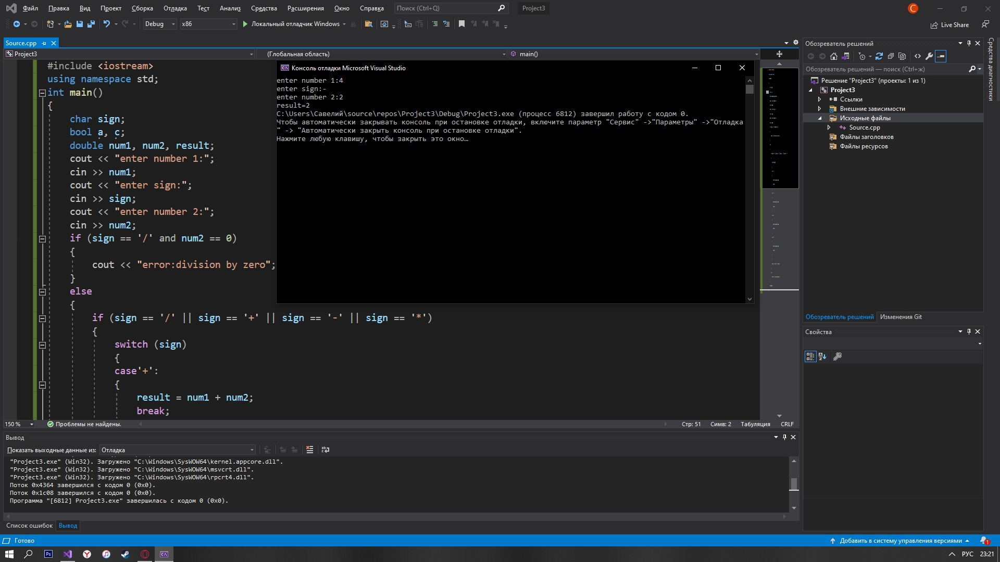 Файл Правка Вид Проект Сборка Отладка Тест Анализ Средства Расширения Окно Справка Поиск (Ctrl+Q) Project3 C
Debug x86 Локальный отладчик Windows Live Share
Source.cpp
Project3 (Глобальная область) main()
#include <iostream>
using namespace std;
int main()
{
char sign;
bool a, c;
double num1, num2, result;
cout << "enter number 1:";
cin >> num1;
cout << "enter sign:";
cin >> sign;
cout << "enter number 2:";
cin >> num2;
if (sign == '/' and num2 == 0)
{
cout << "error:division by zero";
}
else
{
if (sign == '/' || sign == '+' || sign == '-' || sign == '*')
{
switch (sign)
{
case'+':
{
result = num1 + num2;
break;
Консоль отладки Microsoft Visual Studio
enter number 1:4
enter sign:-
enter number 2:2
result=2
C:\Users\Савелий\source\repos\Project3\Debug\Project3.exe (процесс 6812) завершил работу с кодом 0.
Чтобы автоматически закрывать консоль при остановке отладки, включите параметр "Сервис" ->"Параметры" ->"Отладка
" -> "Автоматически закрыть консоль при остановке отладки".
Нажмите любую клавишу, чтобы закрыть это окно…
150 % Проблемы не найдены. Стр: 51 Симв: 2 Табуляция CRLF
Вывод
Показать выходные данные из: Отладка
"Project3.exe" (Win32). Загружено "C:\Windows\SysWOW64\kernel.appcore.dll".
"Project3.exe" (Win32). Загружено "C:\Windows\SysWOW64\msvcrt.dll".
"Project3.exe" (Win32). Загружено "C:\Windows\SysWOW64\rpcrt4.dll".
Поток 0x4364 завершился с кодом 0 (0x0).
Поток 0x1c08 завершился с кодом 0 (0x0).
Программа "[6812] Project3.exe" завершилась с кодом 0 (0x0).
Список ошибок Вывод
Обозреватель решений
Обозреватель решений — поиск (Ctrl+ж)
Решение "Project3" (проекты: 1 из 1)
Project3
Ссылки
Внешние зависимости
Исходные файлы
Source.cpp
Файлы заголовков
Файлы ресурсов
Обозреватель решений Изменения Git
Свойства
Средства диагностики
Готово Добавить в систему управления версиями 1
Ps C:\ РУС 23:21